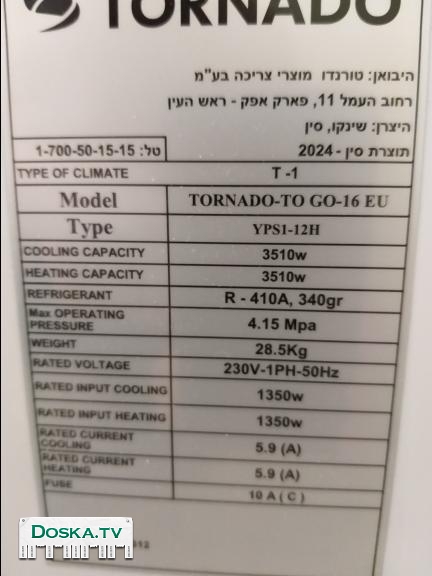 TORNADO
היבואן: טורנדו מוצרי צריכה בע"מ
רחוב העמל 11, פארק אפק - ראש העין
היצרן: שינקו, סין
תוצרת סין - 2024 טל: 1-700-50-15-15
TYPE OF CLIMATE T -1
Model TORNADO-TO GO-16 EU
Type YPS1-12H
COOLING CAPACITY 3510w
HEATING CAPACITY 3510w
REFRIGERANT R - 410A, 340gr
Max OPERATING PRESSURE 4.15 Mpa
WEIGHT 28.5Kg
RATED VOLTAGE 230V-1PH-50Hz
RATED INPUT COOLING 1350w
RATED INPUT HEATING 1350w
RATED CURRENT COOLING 5.9 (A)
RATED CURRENT HEATING 5.9 (A)
FUSE 10 A ( C )
DOSKA.TV